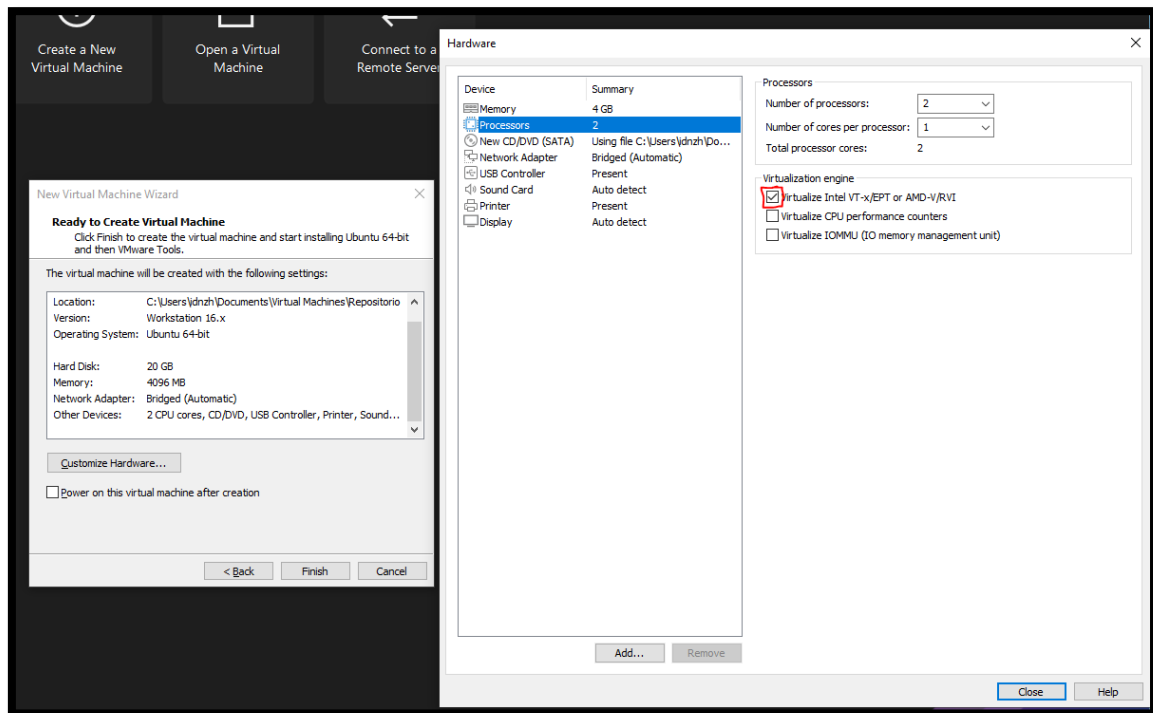 Create a New
Virtual Machine
Open a Virtual
Machine
Connect to a
Remote Server
New Virtual Machine Wizard
Ready to Create Virtual Machine
Click Finish to create the virtual machine and start installing Ubuntu 64-bit
and then VMware Tools.
The virtual machine will be created with the following settings:
Location: C:\Users\dnzh\Documents\Virtual Machines\Repositorio
Version: Workstation 16.x
Operating System: Ubuntu 64-bit
Hard Disk: 20 GB
Memory: 4096 MB
Network Adapter: Bridged (Automatic)
Other Devices: 2 CPU cores, CD/DVD, USB Controller, Printer, Sound...
Customize Hardware...
Power on this virtual machine after creation
< Back Finish Cancel
Hardware
Device Summary
Memory 4 GB
Processors 2
New CD/DVD (SATA) Using file C:\Users\dnzh\Do...
Network Adapter Bridged (Automatic)
USB Controller Present
Sound Card Auto detect
Printer Present
Display Auto detect
Add... Remove
Processors
Number of processors: 2
Number of cores per processor: 1
Total processor cores: 2
Virtualization engine
Virtualize Intel VT-x/EPT or AMD-V/RVI
Virtualize CPU performance counters
Virtualize IOMMU (IO memory management unit)
Close Help